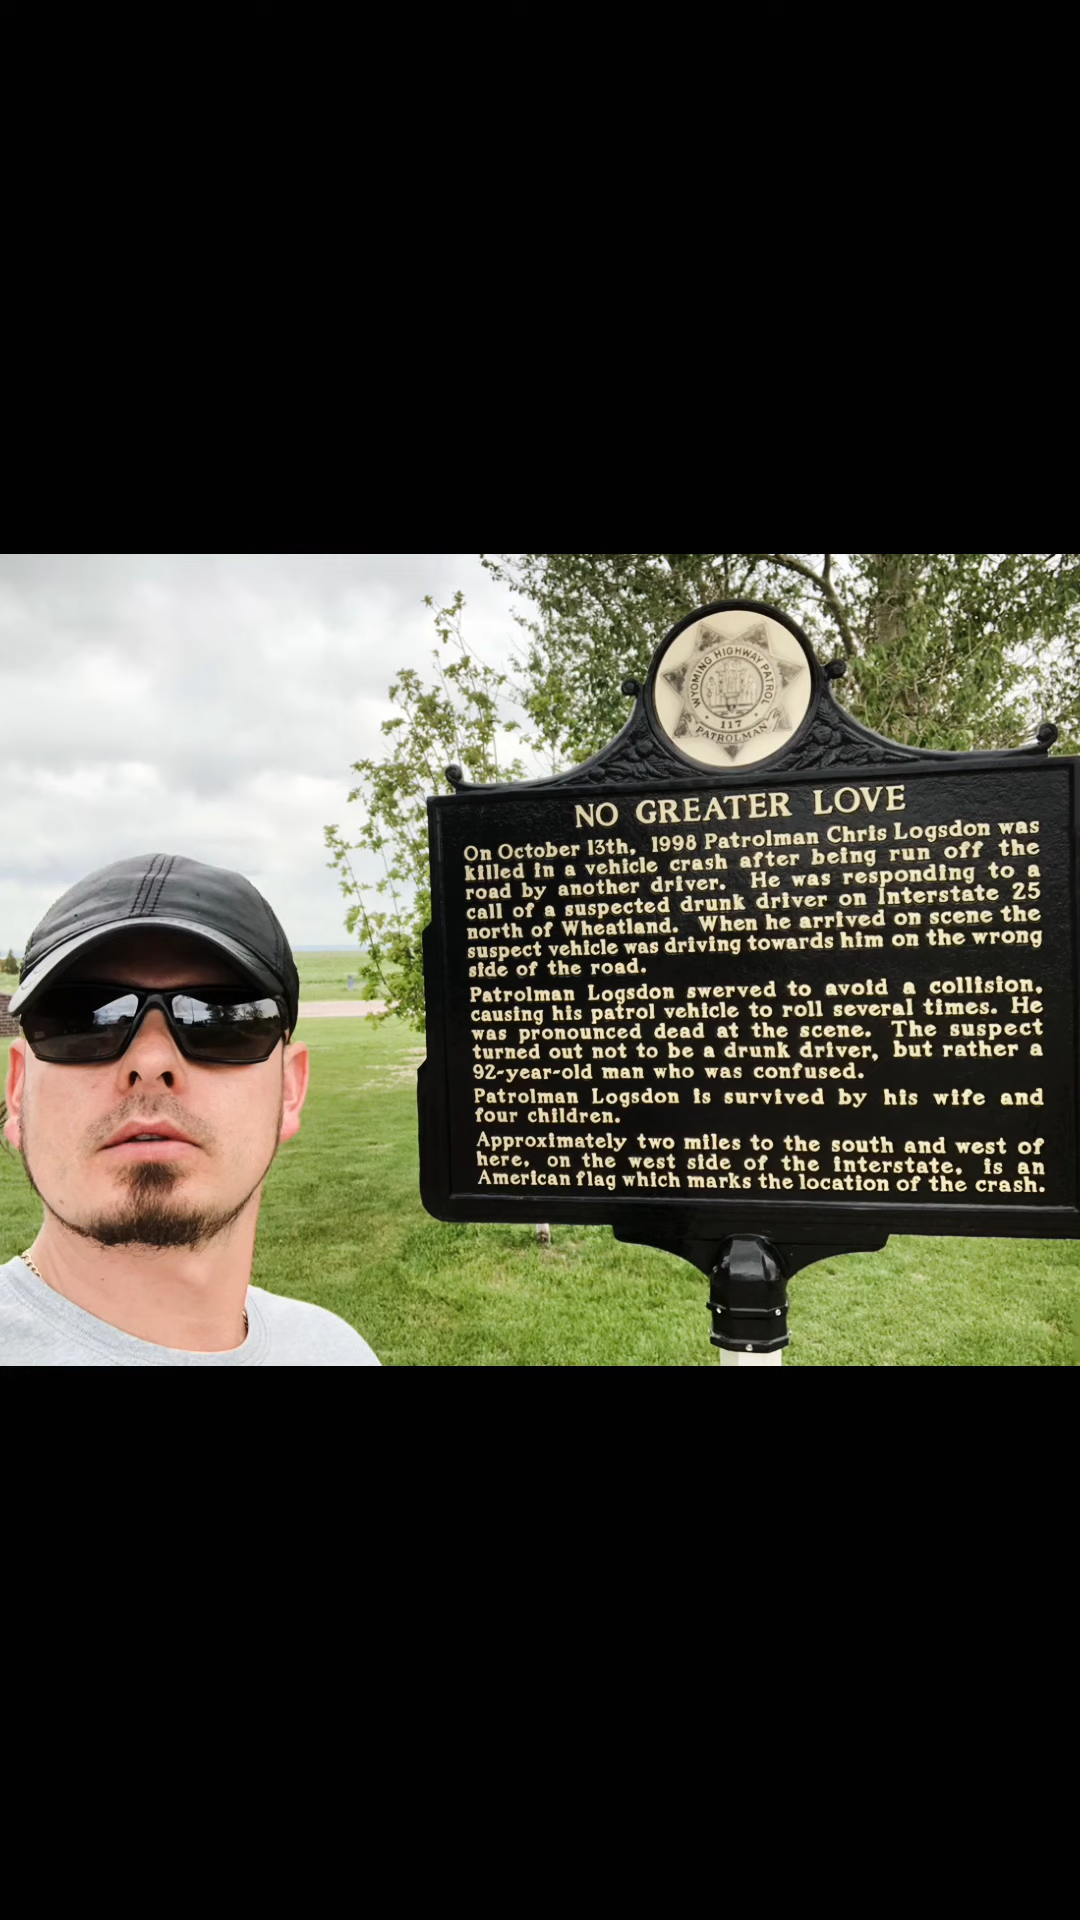 WYOMING HIGHWAY PATROL
117
PATROLMAN
NO GREATER LOVE
On October 13th, 1998 Patrolman Chris Logsdon was
killed in a vehicle crash after being run off the
road by another driver. He was responding to a
call of a suspected drunk driver on Interstate 25
north of Wheatland. When he arrived on scene the
suspect vehicle was driving towards him on the wrong
side of the road.
Patrolman Logsdon swerved to avoid a collision,
causing his patrol vehicle to roll several times. He
was pronounced dead at the scene. The suspect
turned out not to be a drunk driver, but rather a
92-year-old man who was confused.
Patrolman Logsdon is survived by his wife and
four children.
Approximately two miles to the south and west of
here, on the west side of the interstate, is an
American flag which marks the location of the crash.